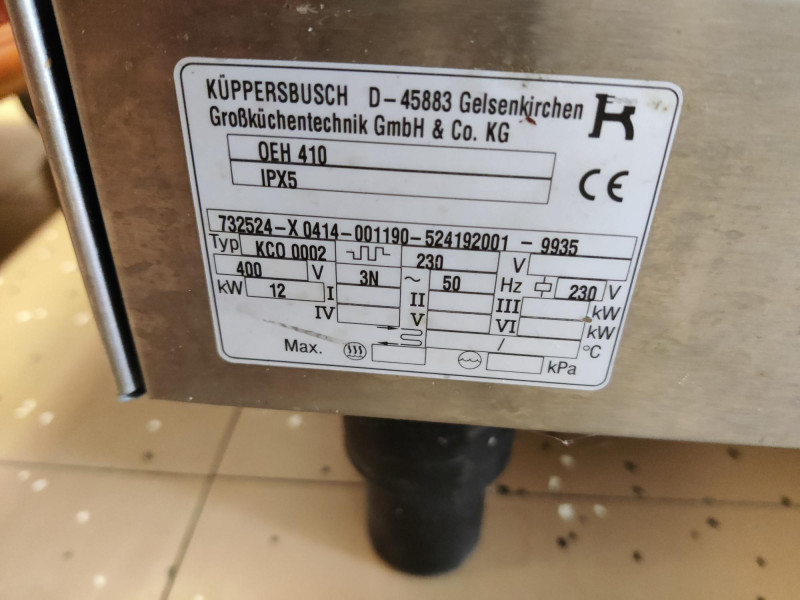 KÜPPERSBUSCH D-45883 Gelsenkirchen
Großküchentechnik GmbH & Co. KG
OEH 410
IPX5
CE
732524-X 0414-001190-524192001 - 9935
Typ KCO 0002 230 V
400 V 3N ~ 50 Hz 230 V
kW 12 I II III kW
IV V VI kW
/ °C
Max. kPa